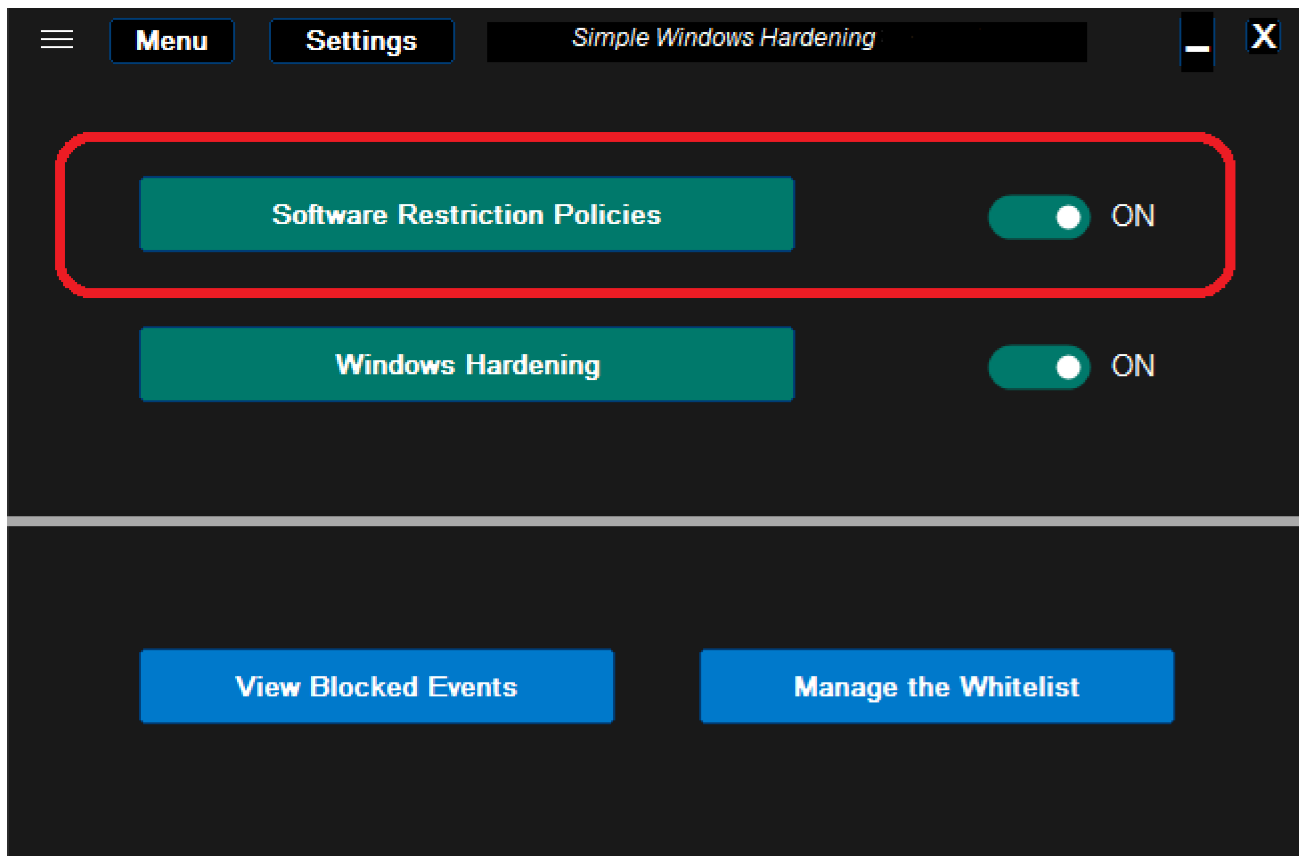 Menu Settings Simple Windows Hardening _ X
Software Restriction Policies ON
Windows Hardening ON
View Blocked Events Manage the Whitelist